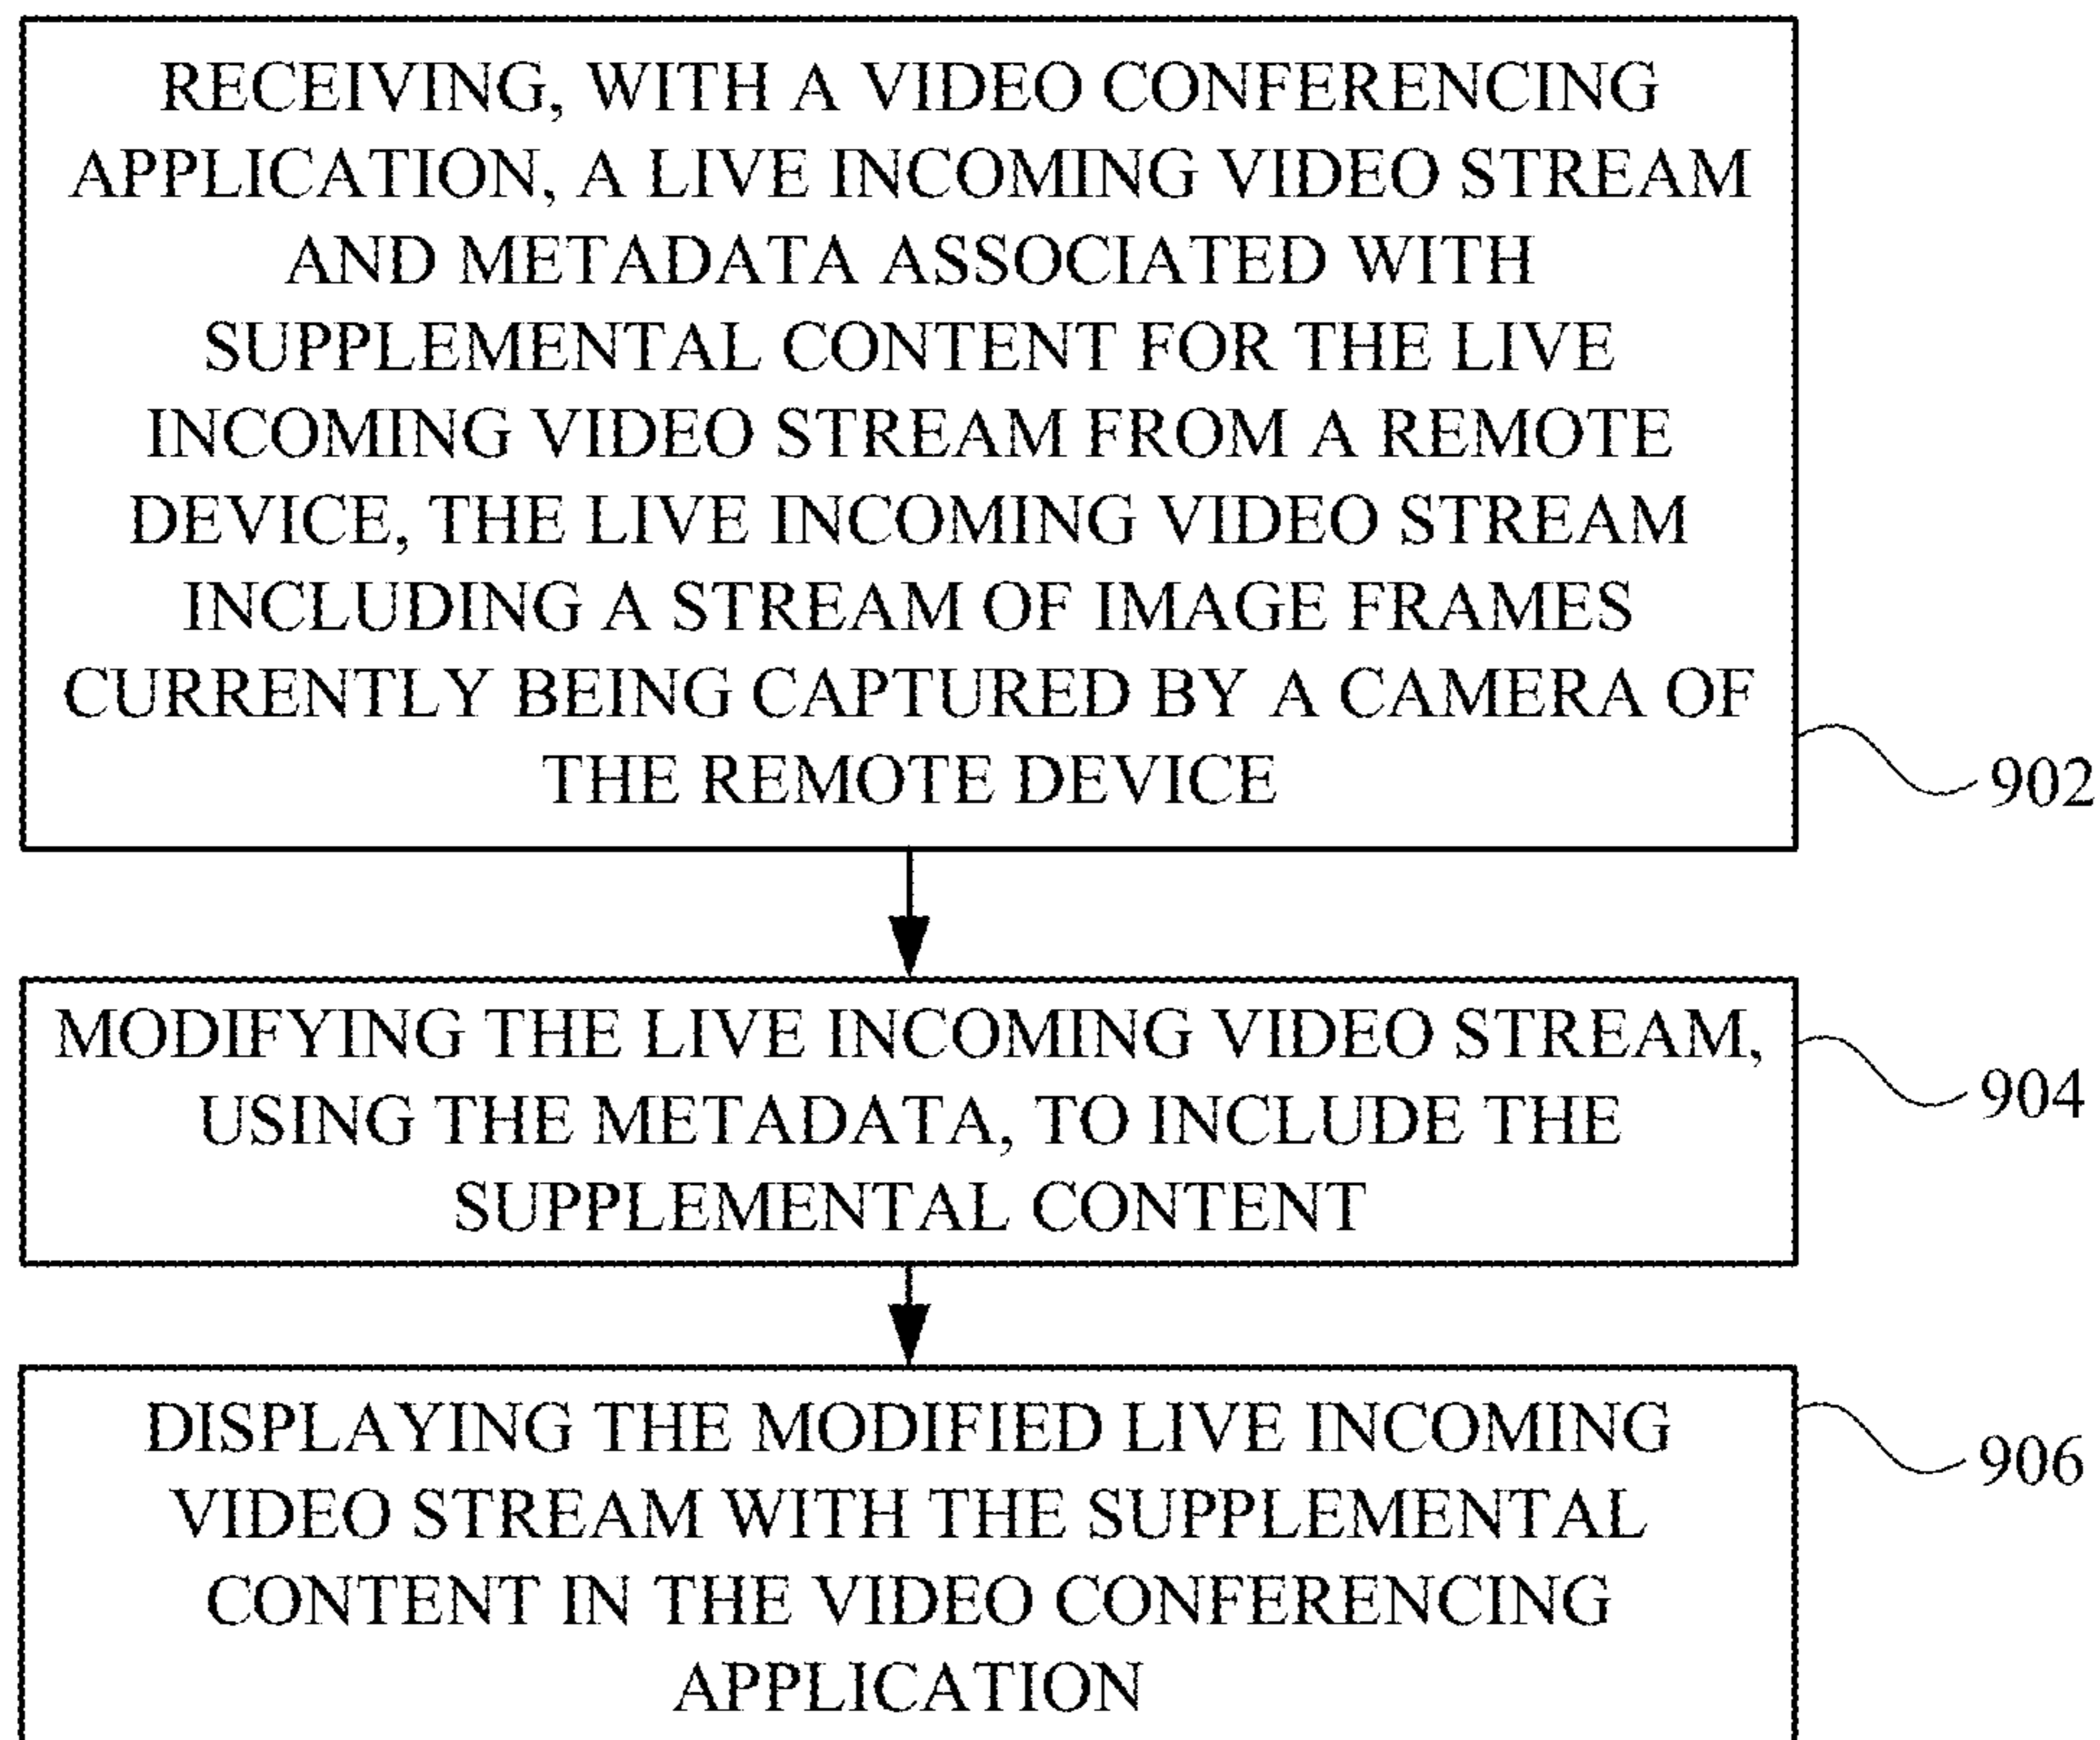 RECEIVING, WITH A VIDEO CONFERENCING
APPLICATION, A LIVE INCOMING VIDEO STREAM
AND METADATA ASSOCIATED WITH
SUPPLEMENTAL CONTENT FOR THE LIVE
INCOMING VIDEO STREAM FROM A REMOTE
DEVICE, THE LIVE INCOMING VIDEO STREAM
INCLUDING A STREAM OF IMAGE FRAMES
CURRENTLY BEING CAPTURED BY A CAMERA OF
THE REMOTE DEVICE
902
MODIFYING THE LIVE INCOMING VIDEO STREAM,
USING THE METADATA, TO INCLUDE THE
SUPPLEMENTAL CONTENT
904
DISPLAYING THE MODIFIED LIVE INCOMING
VIDEO STREAM WITH THE SUPPLEMENTAL
CONTENT IN THE VIDEO CONFERENCING
APPLICATION
906